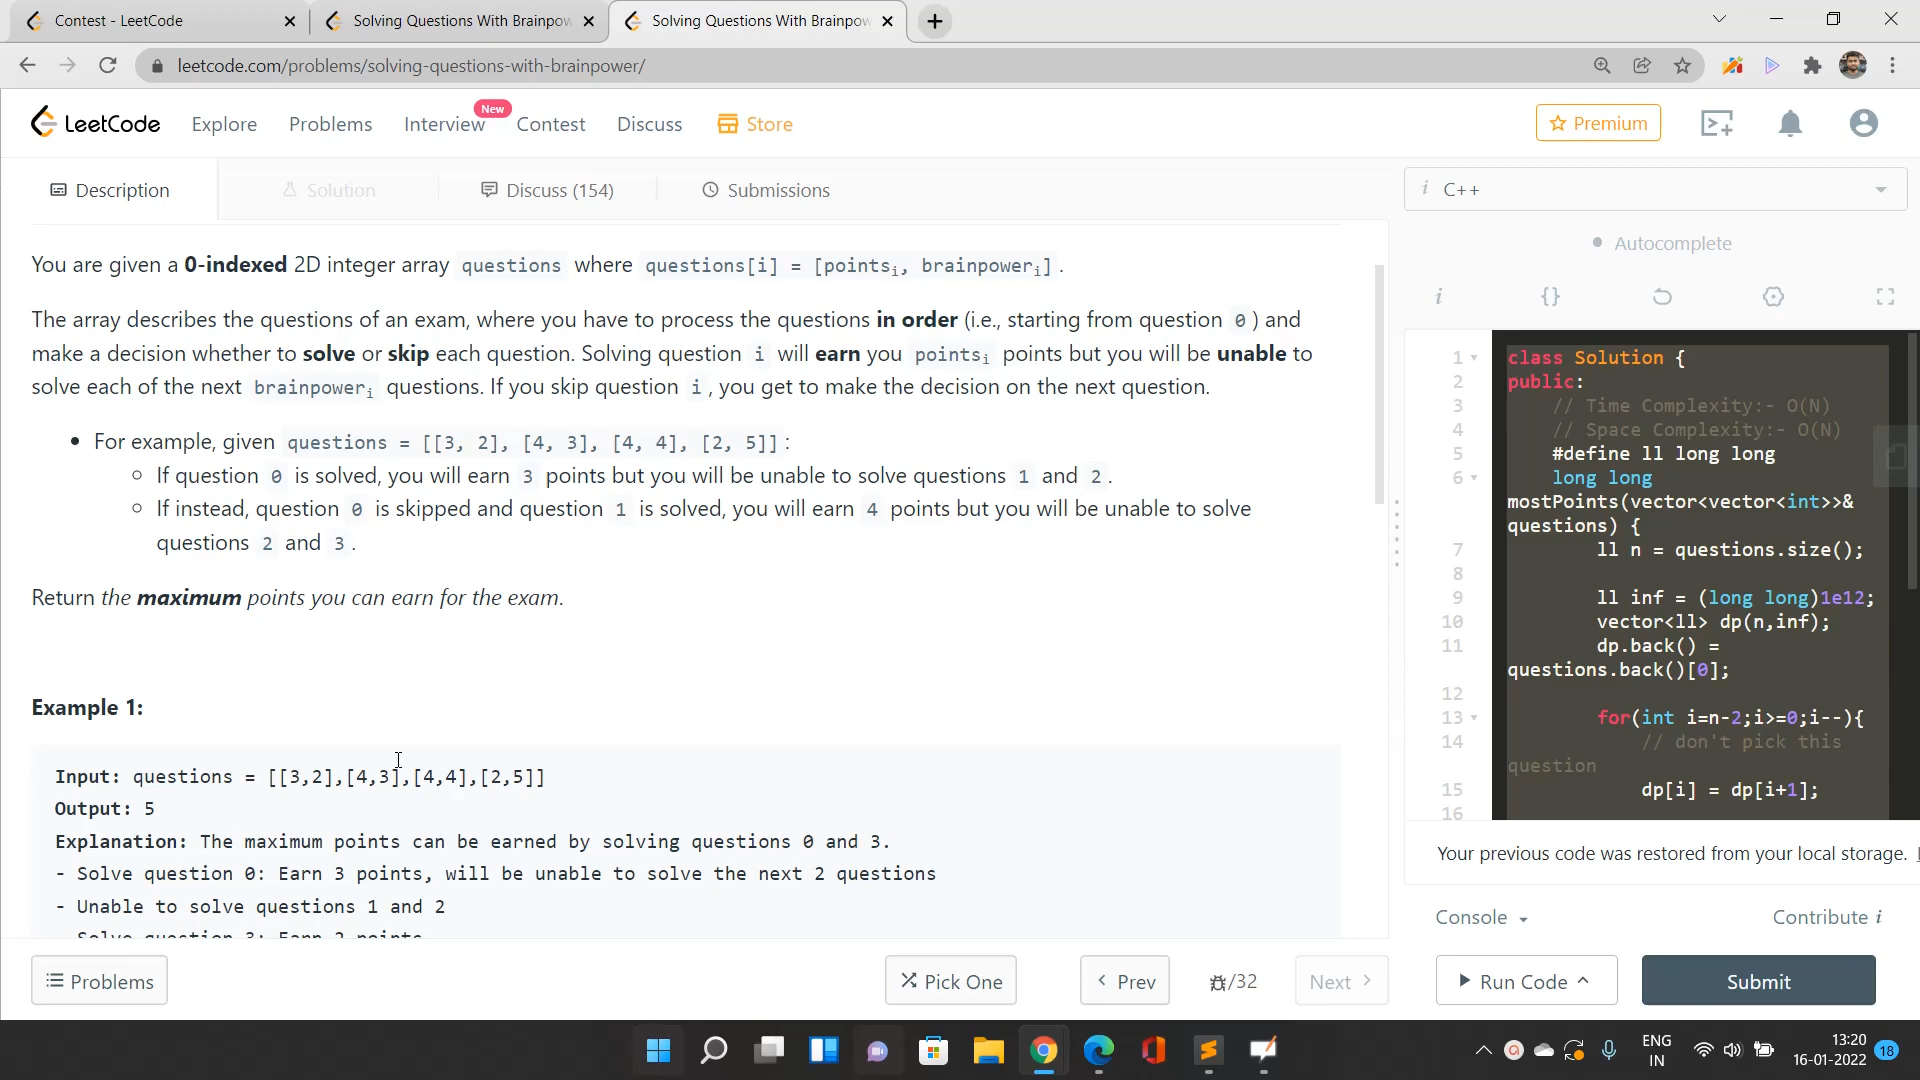 Contest - LeetCode
Solving Questions With Brainpow
Solving Questions With Brainpow
leetcode.com/problems/solving-questions-with-brainpower/
LeetCode
Explore
Problems
Interview
New
Contest
Discuss
Store
Premium
Description
Solution
Discuss (154)
Submissions
i C++
Autocomplete
You are given a 0-indexed 2D integer array questions where questions[i] = [pointsᵢ, brainpowerᵢ].
The array describes the questions of an exam, where you have to process the questions in order (i.e., starting from question 0) and
make a decision whether to solve or skip each question. Solving question i will earn you pointsᵢ points but you will be unable to
solve each of the next brainpowerᵢ questions. If you skip question i, you get to make the decision on the next question.
• For example, given questions = [[3, 2], [4, 3], [4, 4], [2, 5]]:
○ If question 0 is solved, you will earn 3 points but you will be unable to solve questions 1 and 2.
○ If instead, question 0 is skipped and question 1 is solved, you will earn 4 points but you will be unable to solve
questions 2 and 3.
Return the maximum points you can earn for the exam.
Example 1:
Input: questions = [[3,2],[4,3],[4,4],[2,5]]
Output: 5
Explanation: The maximum points can be earned by solving questions 0 and 3.
- Solve question 0: Earn 3 points, will be unable to solve the next 2 questions
- Unable to solve questions 1 and 2
- Solve question 3: Earn 2 points
i {}
1 class Solution {
2 public:
3 // Time Complexity:- O(N)
4 // Space Complexity:- O(N)
5 #define ll long long
6 long long
mostPoints(vector<vector<int>>&
questions) {
7 ll n = questions.size();
8
9 ll inf = (long long)1e12;
10 vector<ll> dp(n,inf);
11 dp.back() =
questions.back()[0];
12
13 for(int i=n-2;i>=0;i--){
14 // don't pick this
question
15 dp[i] = dp[i+1];
16
Your previous code was restored from your local storage.
Console
Contribute i
Problems
Pick One
Prev
/32
Next
Run Code
Submit
ENG
IN
13:20
16-01-2022
18